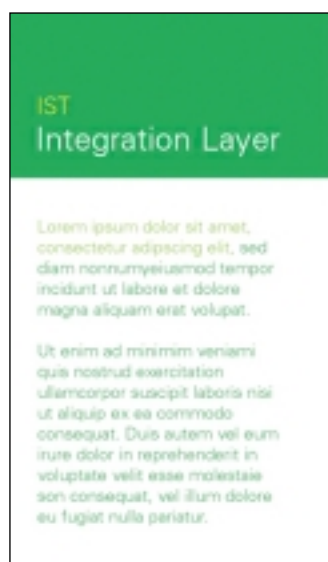 IST
Integration Layer
Lorem ipsum dolor sit amet,
consectetur adipscing elit, sed
diam nonnumyeiusmod tempor
incidunt ut labore et dolore
magna aliquam erat volupat.
Ut enim ad minimim veniami
quis nostrud exercitation
ullamcorpor suscipit laboris nisi
ut aliquip ex ea commodo
consequat. Duis autem vel eum
irure dolor in reprehenderit in
voluptate velit esse molestaie
son consequat, vel illum dolore
eu fugiat nulla pariatur.